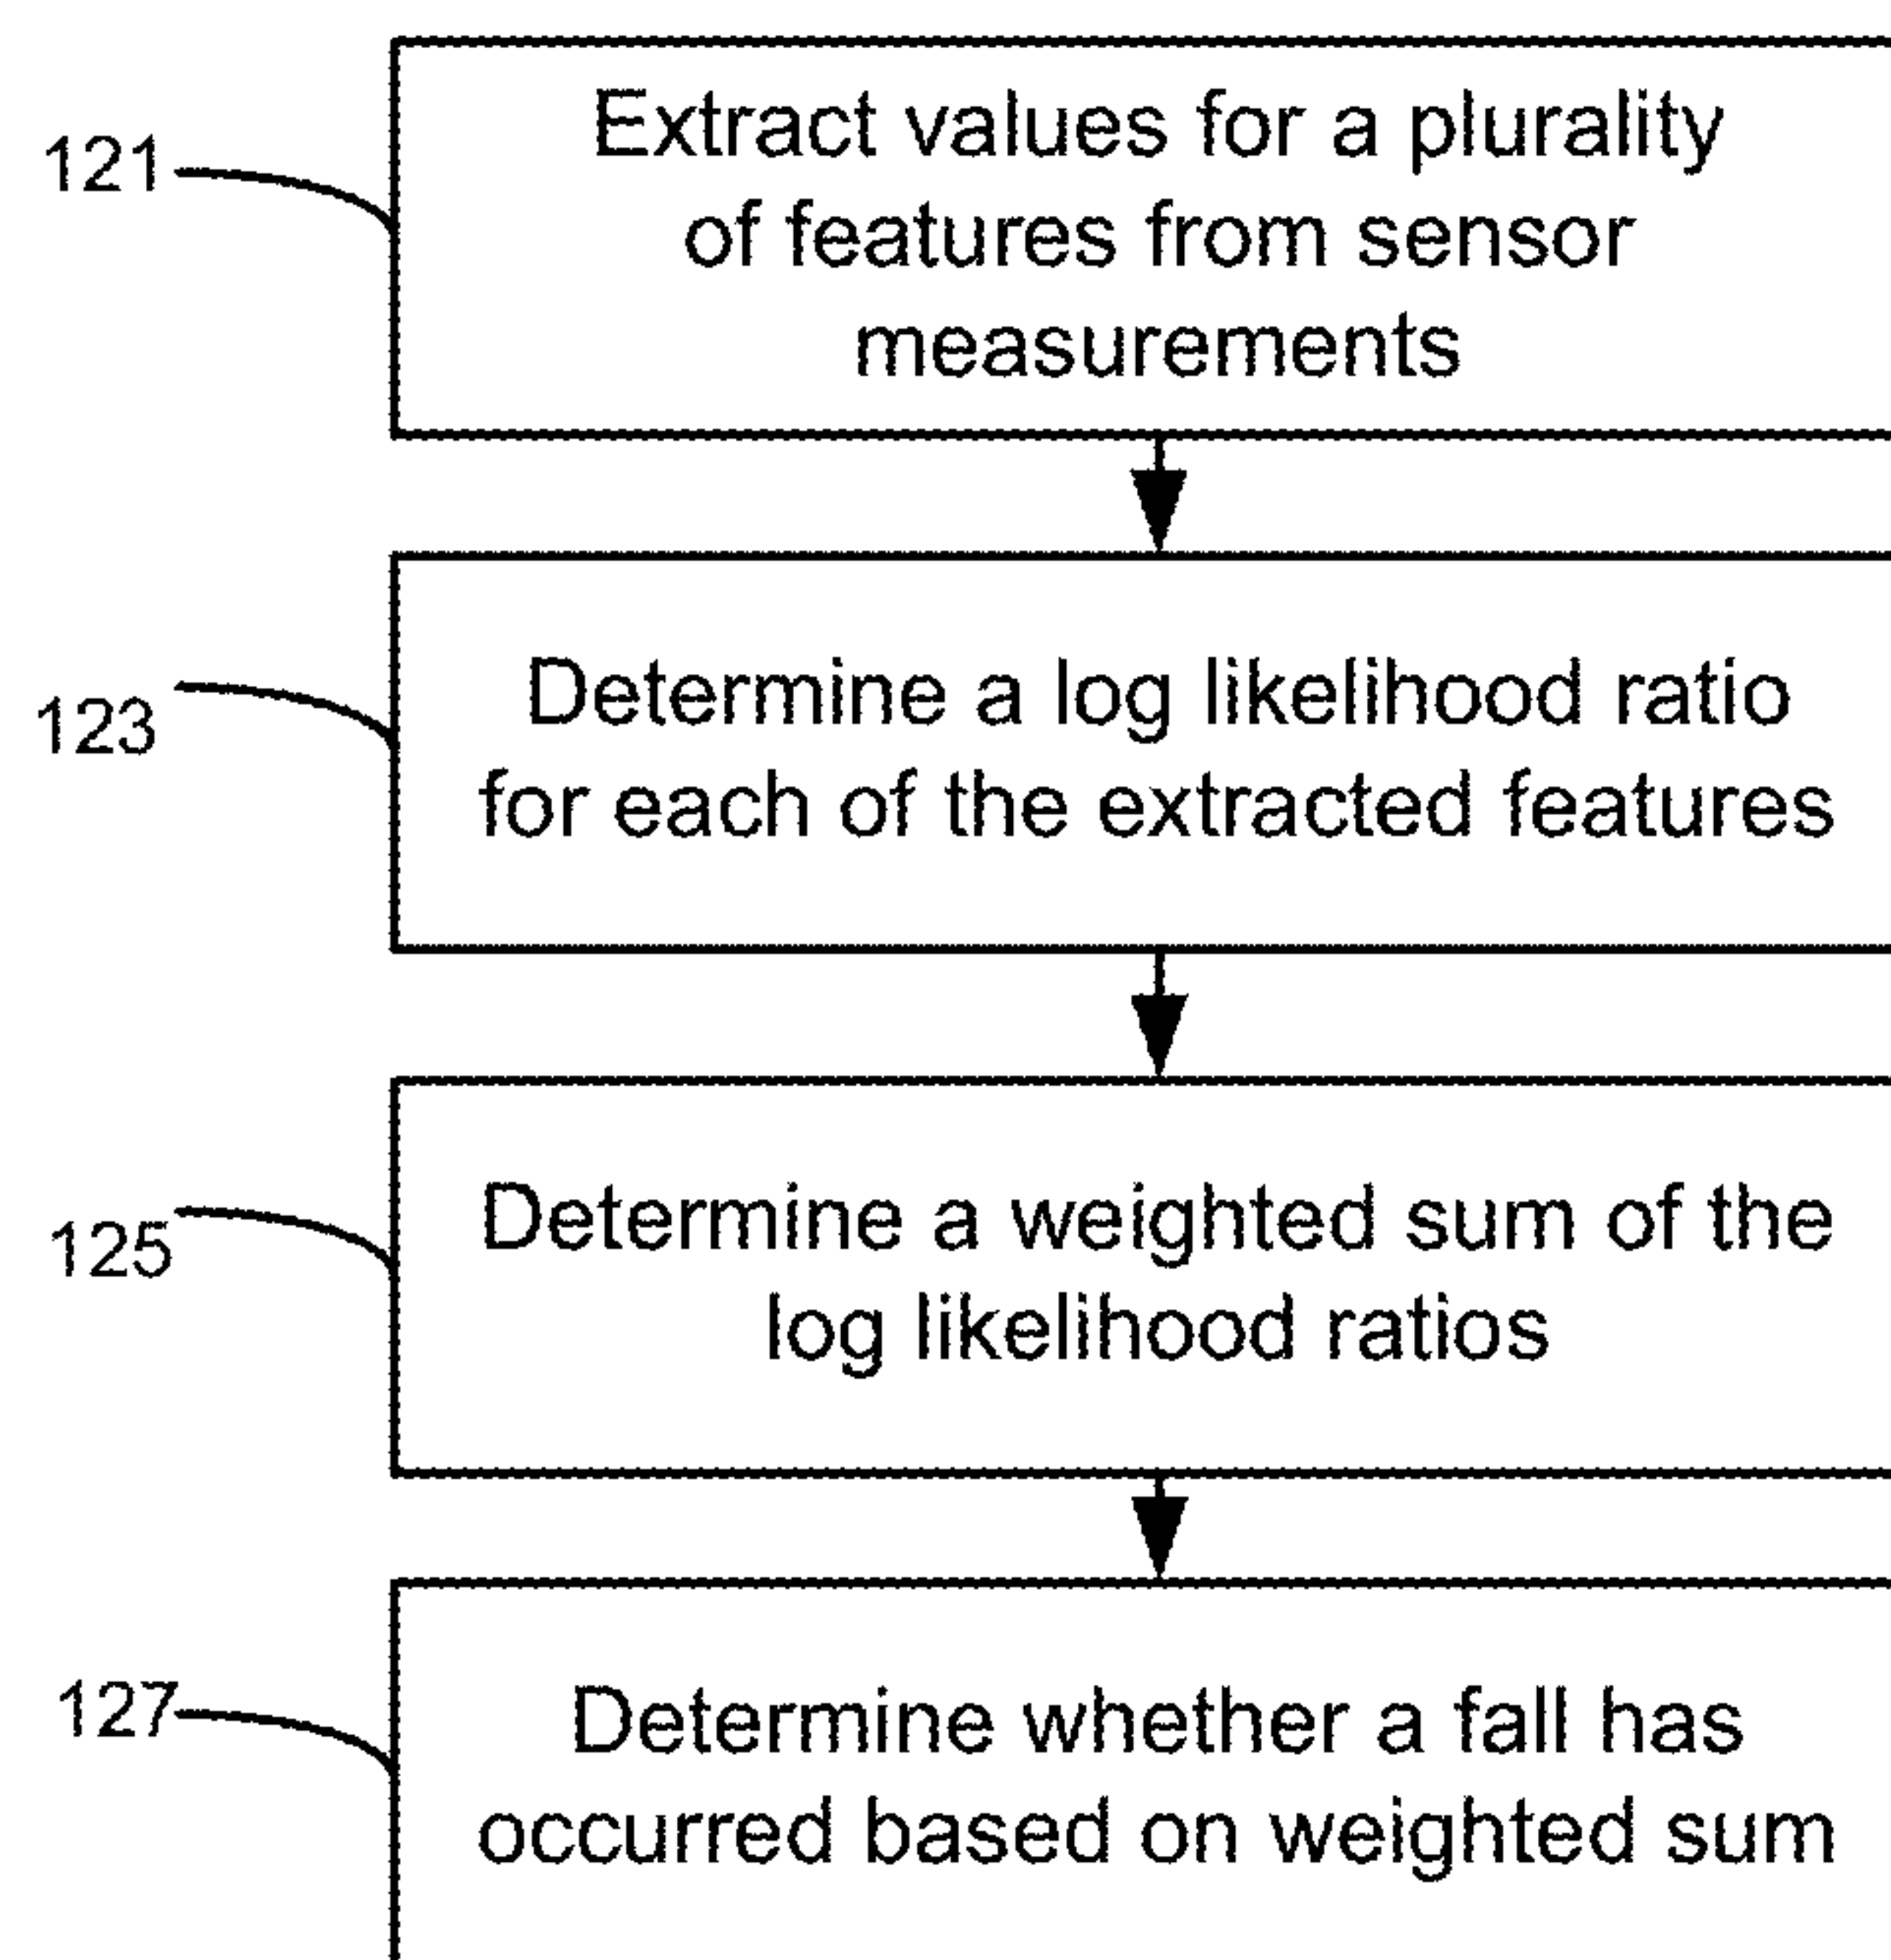 121
Extract values for a plurality
of features from sensor
measurements
123
Determine a log likelihood ratio
for each of the extracted features
125
Determine a weighted sum of the
log likelihood ratios
127
Determine whether a fall has
occurred based on weighted sum